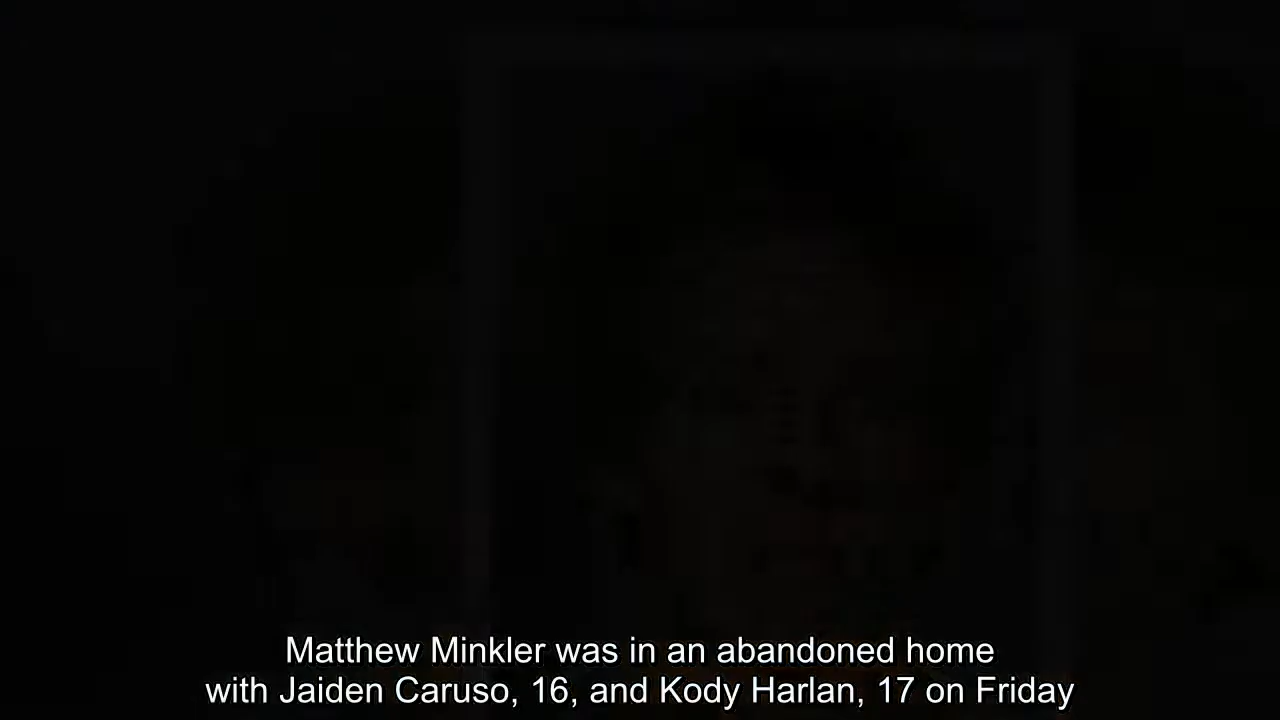 Matthew Minkler was in an abandoned home
with Jaiden Caruso, 16, and Kody Harlan, 17 on Friday